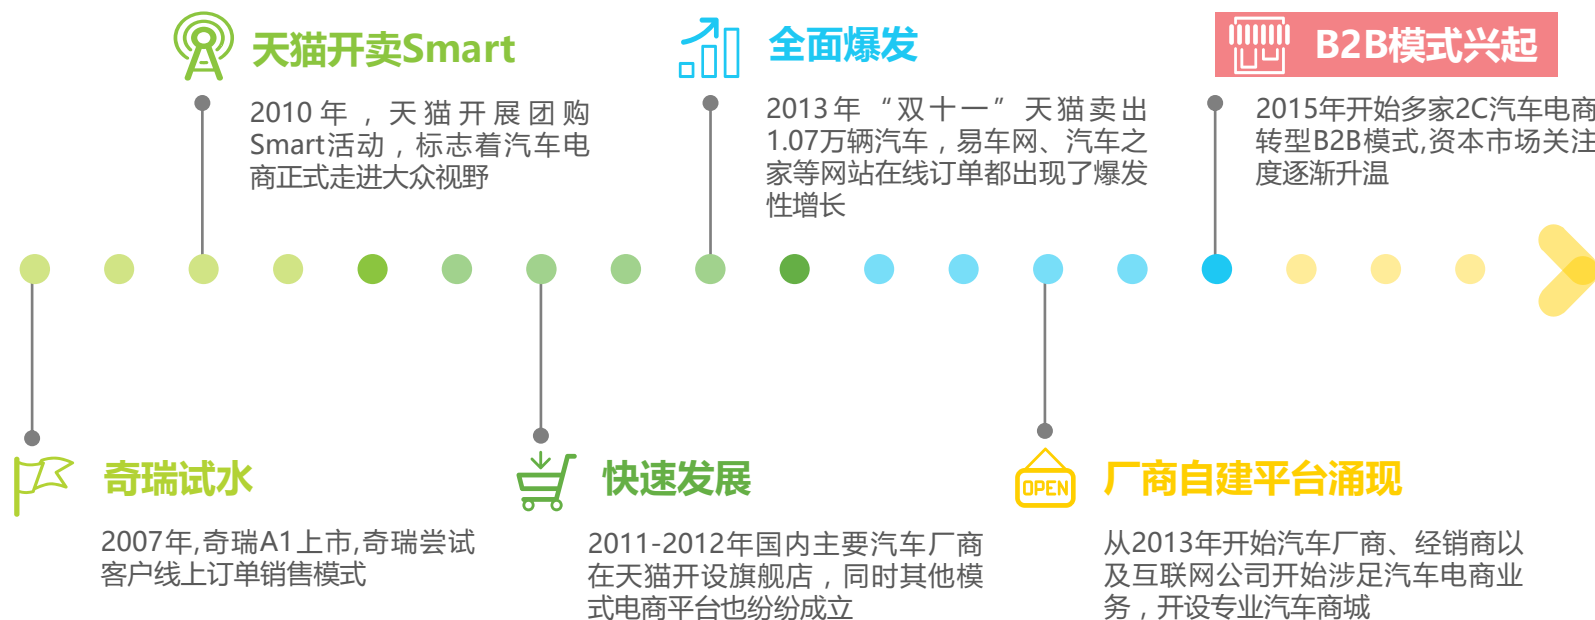 天猫开卖Smart
2010年，天猫开展团购
Smart活动，标志着汽车电
商正式走进大众视野
全面爆发
2013年“双十一”天猫卖出
1.07万辆汽车，易车网、汽车之
家等网站在线订单都出现了爆发
性增长
B2B模式兴起
2015年开始多家2C汽车电商
转型B2B模式,资本市场关注
度逐渐升温
奇瑞试水
2007年,奇瑞A1上市,奇瑞尝试
客户线上订单销售模式
快速发展
2011-2012年国内主要汽车厂商
在天猫开设旗舰店，同时其他模
式电商平台也纷纷成立
OPEN
厂商自建平台涌现
从2013年开始汽车厂商、经销商以
及互联网公司开始涉足汽车电商业
务，开设专业汽车商城